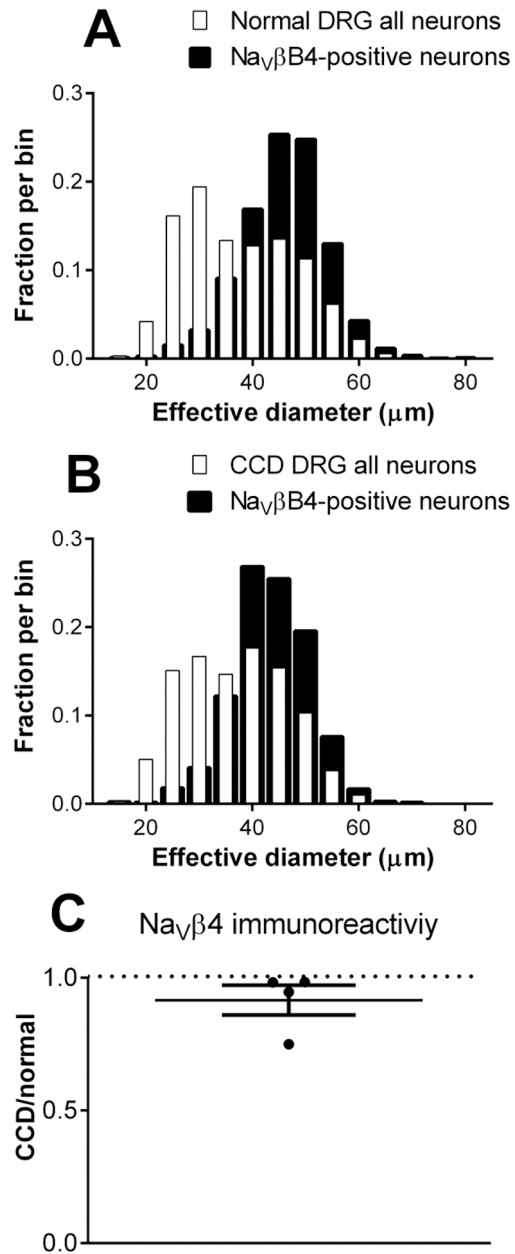 A
Normal DRG all neurons
NaVβB4-positive neurons
0.3
0.2
0.1
0.0
Fraction per bin
20 40 60 80
Effective diameter (μm)
B
CCD DRG all neurons
NaVβB4-positive neurons
0.3
0.2
0.1
0.0
Fraction per bin
20 40 60 80
Effective diameter (μm)
C
NaVβ4 immunoreactiviy
1.0
0.5
0.0
CCD/normal